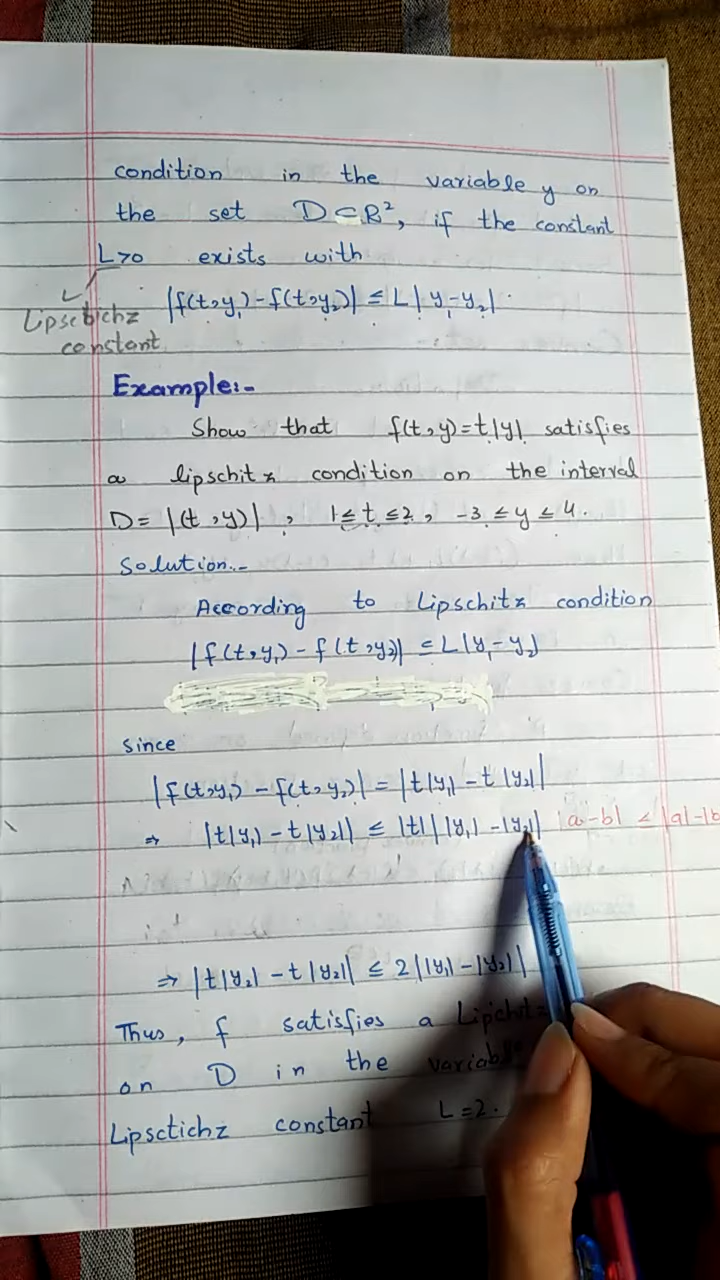 condition in the variable y on
the set D⊂R², if the constant
L>0 exists with
|f(t,y₁)-f(t,y₂)| ≤ L|y₁-y₂|.
Lipsctichz
constant
Example:-
Show that f(t,y)=t|y| satisfies
a lipschitz condition on the interval
D= |(t,y)|, 1≤t≤2, -3≤y≤4.
Solution:-
According to Lipschitz condition
|f(t,y₁)-f(t,y₂)| ≤L|y₁-y₂|
since
|f(t,y₁)-f(t,y₂)|=|t|y₁|-t|y₂||
⇒ |t|y₁|-t|y₂|| ≤ |t|||y₁|-|y₂|| |a-b| ≤ |a|-|b
⇒ |t|y₂|-t|y₂|| ≤ 2||y₁|-|y₂||
Thus, f satisfies a
on D in the variable
Lipsctichz constant L=2.